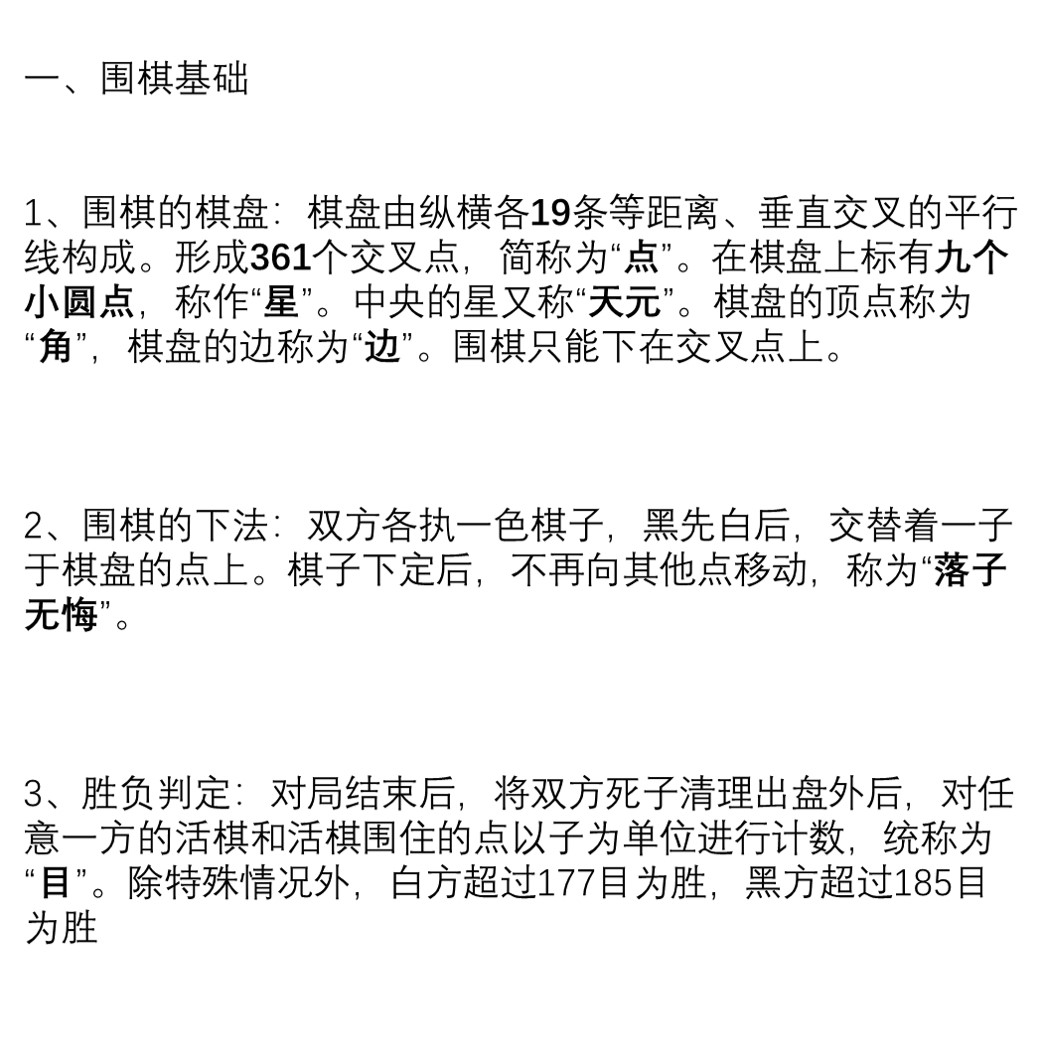 一、围棋基础
1、围棋的棋盘：棋盘由纵横各19条等距离、垂直交叉的平行
线构成。形成361个交叉点，简称为“点”。在棋盘上标有九个
小圆点，称作“星”。中央的星又称“天元”。棋盘的顶点称为
“角”，棋盘的边称为“边”。围棋只能下在交叉点上。
2、围棋的下法：双方各执一色棋子，黑先白后，交替着一子
于棋盘的点上。棋子下定后，不再向其他点移动，称为“落子
无悔”。
3、胜负判定：对局结束后，将双方死子清理出盘外后，对任
意一方的活棋和活棋围住的点以子为单位进行计数，统称为
“目”。除特殊情况外，白方超过177目为胜，黑方超过185目
为胜